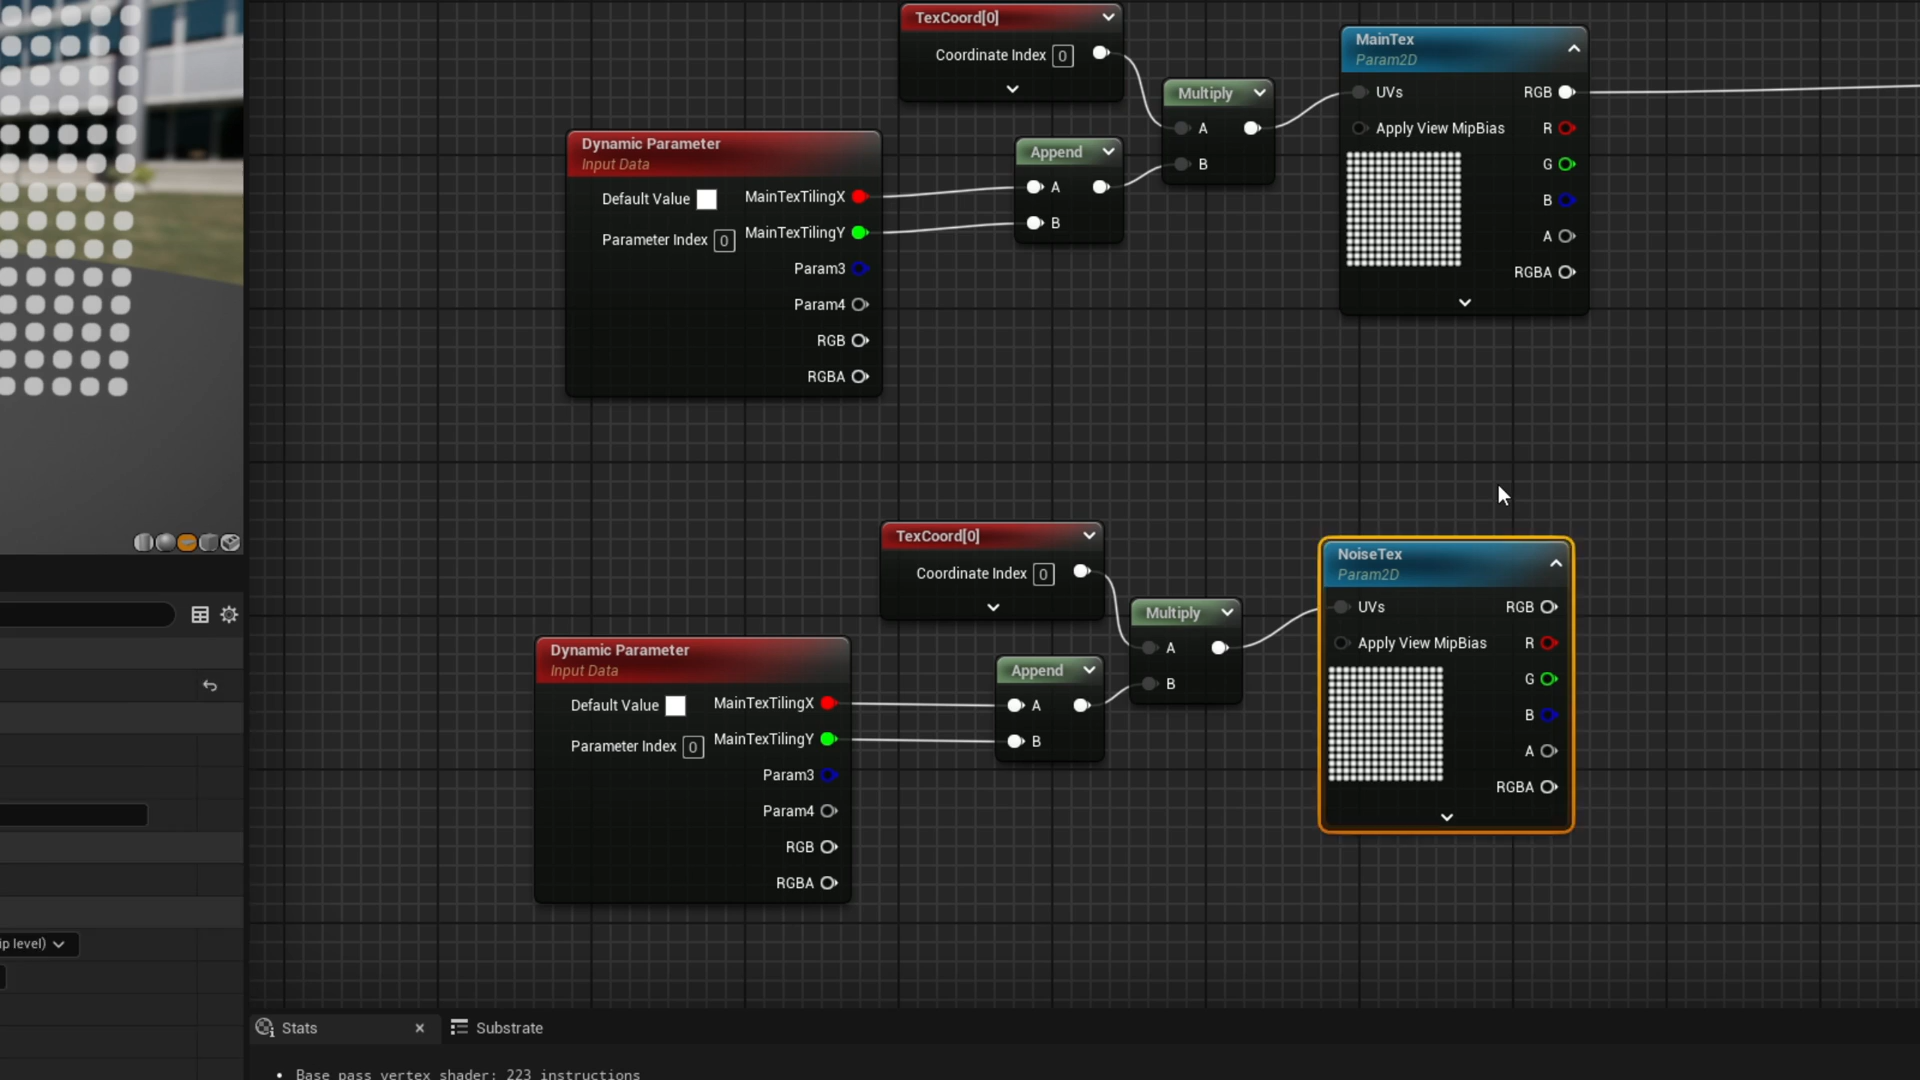 TexCoord[0]
Coordinate Index 0
MainTex
Param2D
UVs RGB
Apply View MipBias R
G
B
A
RGBA
Multiply
A
B
Append
A
B
Dynamic Parameter
Input Data
Default Value MainTexTilingX
Parameter Index 0 MainTexTilingY
Param3
Param4
RGB
RGBA
TexCoord[0]
Coordinate Index 0
NoiseTex
Param2D
UVs RGB
Apply View MipBias R
G
B
A
RGBA
Multiply
A
B
Append
A
B
Dynamic Parameter
Input Data
Default Value MainTexTilingX
Parameter Index 0 MainTexTilingY
Param3
Param4
RGB
RGBA
ip level)
Stats × Substrate
• Base pass vertex shader: 223 instructions